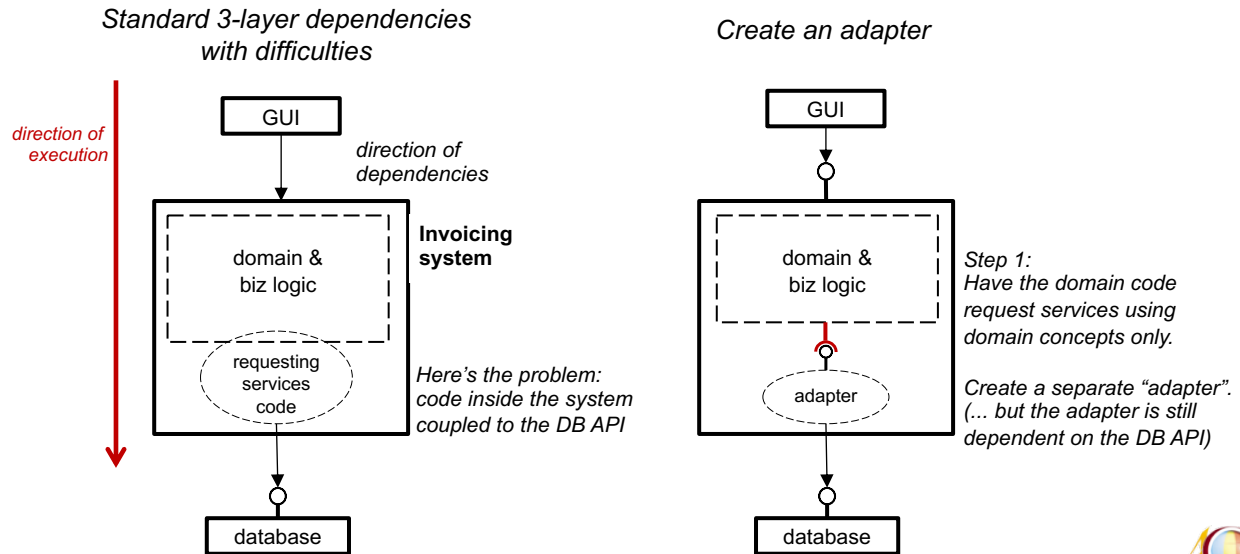 Standard 3-layer dependencies
with difficulties
direction of
execution
GUI
direction of
dependencies
domain &
biz logic
Invoicing
system
requesting
services
code
Here's the problem:
code inside the system
coupled to the DB API
database
Create an adapter
GUI
domain &
biz logic
adapter
Step 1:
Have the domain code
request services using
domain concepts only.
Create a separate “adapter”.
(... but the adapter is still
dependent on the DB API)
database